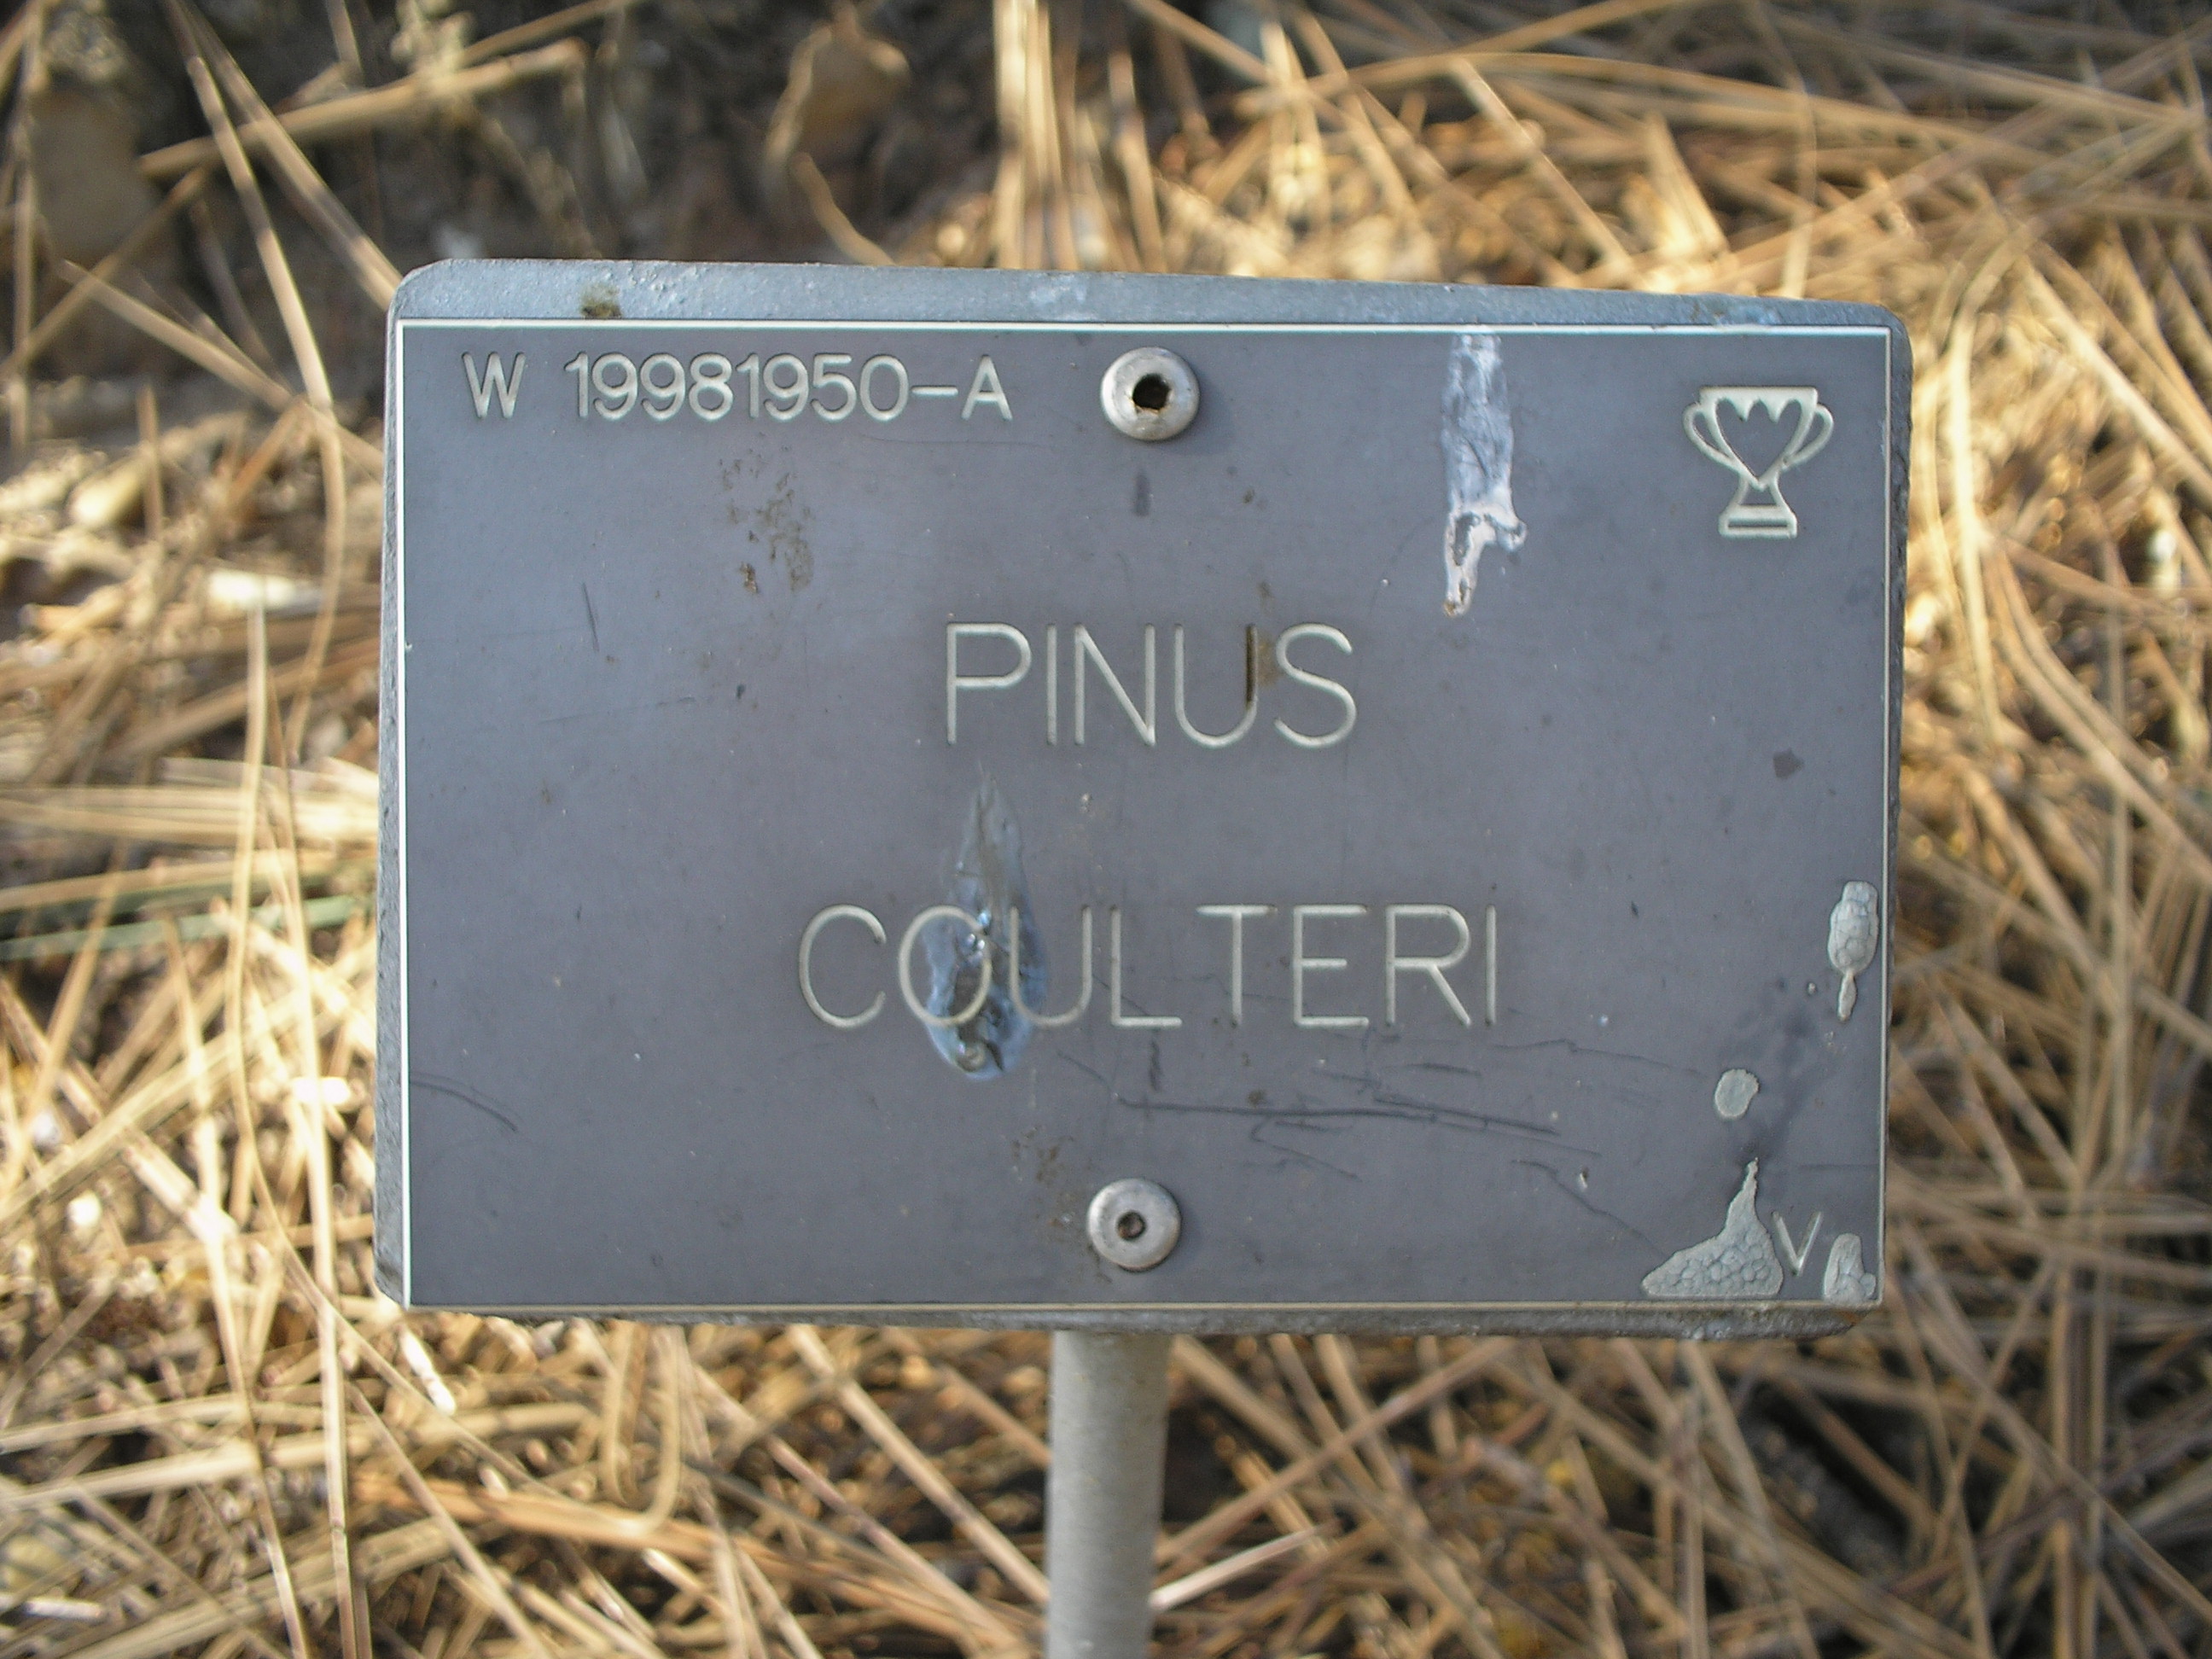 W 19981950-A
PINUS
COULTERI
V